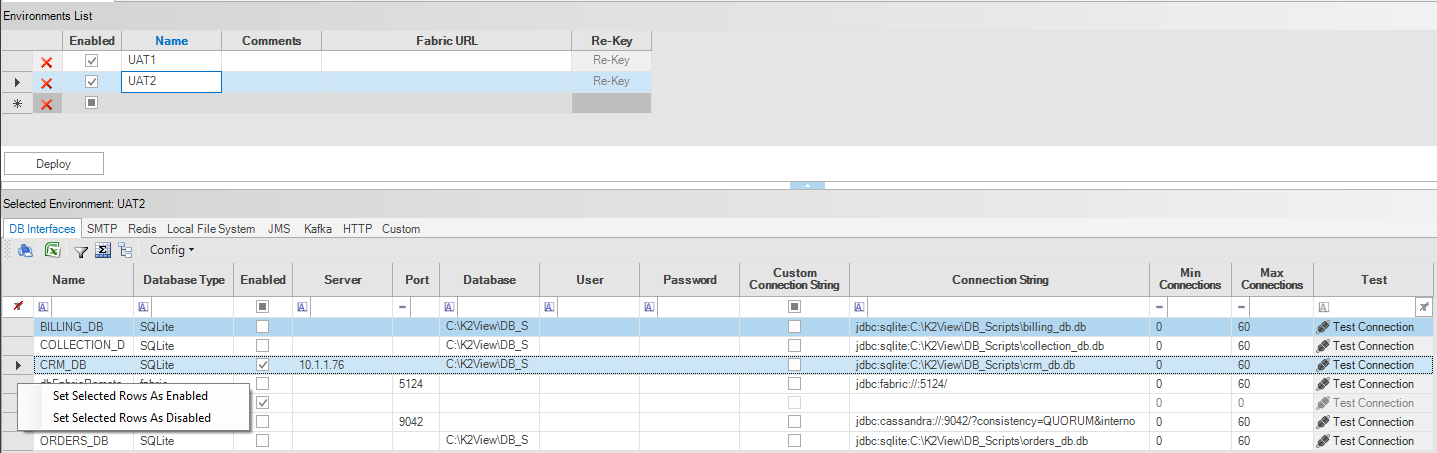 Environments List
Enabled Name Comments Fabric URL Re-Key
UAT1 Re-Key
UAT2 Re-Key
Deploy
Selected Environment: UAT2
DB Interfaces SMTP Redis Local File System JMS Kafka HTTP Custom
Config
Name Database Type Enabled Server Port Database User Password Custom Connection String Connection String Min Connections Max Connections Test
BILLING_DB SQLite C:\K2View\DB_S jdbc:sqlite:C:\K2View\DB_Scripts\billing_db.db 0 60 Test Connection
COLLECTION_D SQLite C:\K2View\DB_S jdbc:sqlite:C:\K2View\DB_Scripts\collection_db.db 0 60 Test Connection
CRM_DB SQLite 10.1.1.76 C:\K2View\DB_S jdbc:sqlite:C:\K2View\DB_Scripts\crm_db.db 0 60 Test Connection
dbFabricRemote fabric 5124 jdbc:fabric://:5124/ 0 60 Test Connection
Set Selected Rows As Enabled 0 0 Test Connection
Set Selected Rows As Disabled 9042 jdbc:cassandra://:9042/?consistency=QUORUM&interno 0 60 Test Connection
ORDERS_DB SQLite C:\K2View\DB_S jdbc:sqlite:C:\K2View\DB_Scripts\orders_db.db 0 60 Test Connection